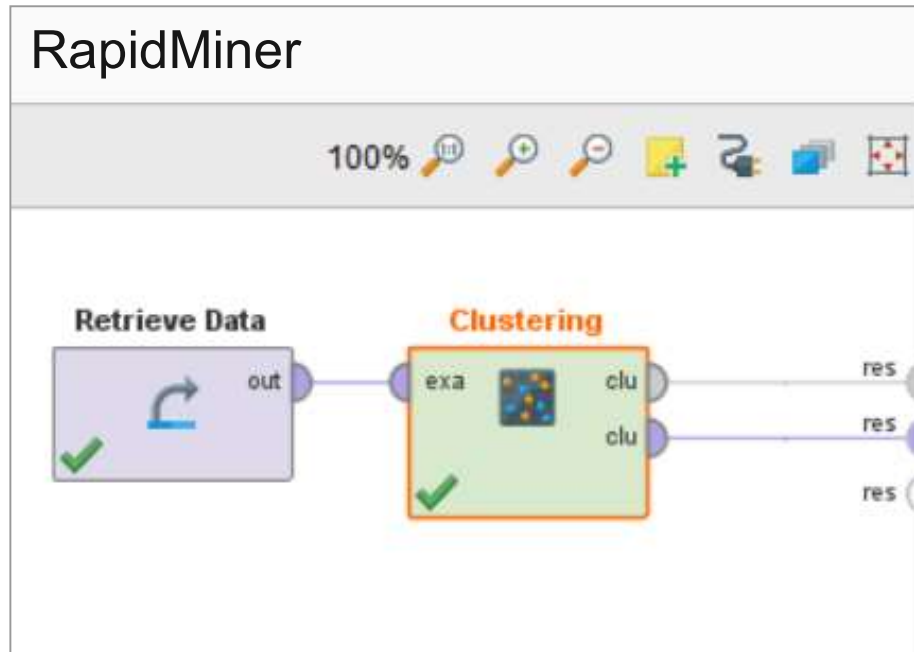 RapidMiner
100%
Retrieve Data
Clustering
out
exa
clu
res
clu
res
res